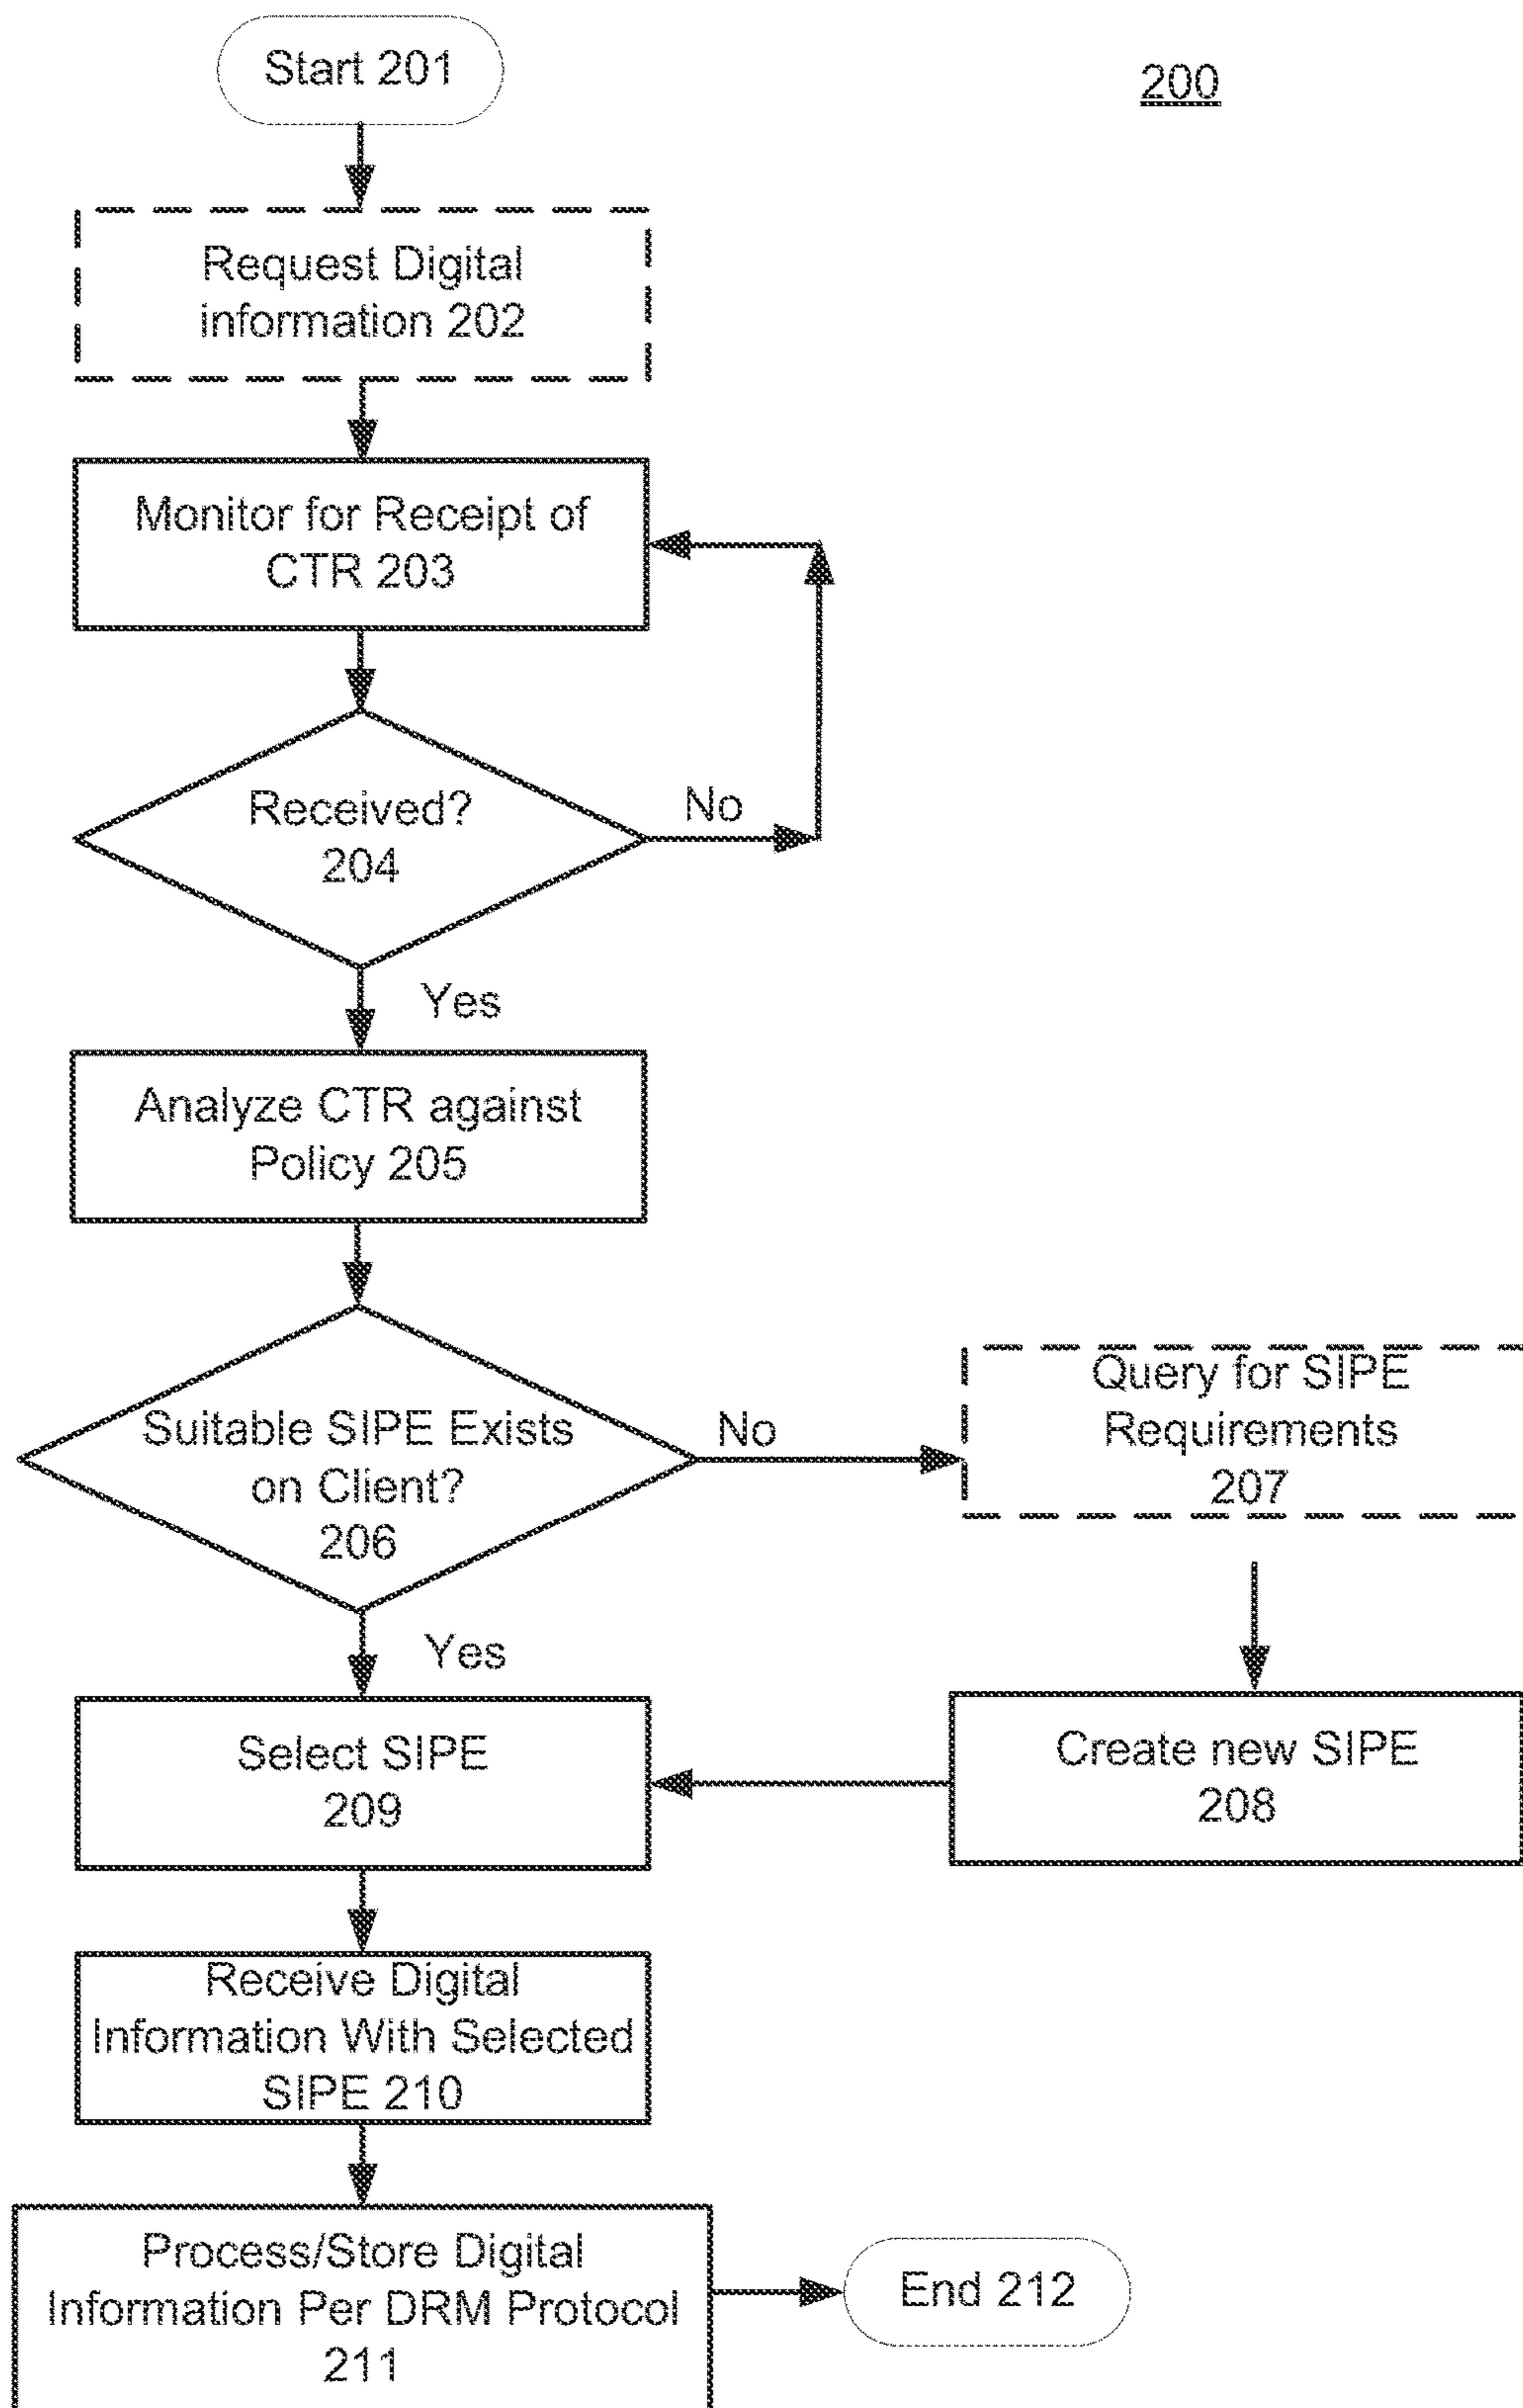 Start 201
200
Request Digital
information 202
Monitor for Receipt of
CTR 203
Received?
204
No
Yes
Analyze CTR against
Policy 205
Suitable SIPE Exists
on Client?
206
No
Query for SIPE
Requirements
207
Yes
Select SIPE
209
Create new SIPE
208
Receive Digital
Information With Selected
SIPE 210
Process/Store Digital
Information Per DRM Protocol
211
End 212